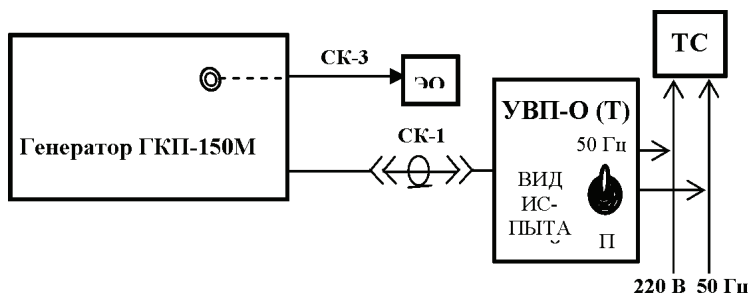 ТС
СК-3
ЭО
Генератор ГКП-150М
СК-1
УВП-О (Т)
50 Гц
ВИД
ИС-
ПЫТА
П
220 В 50 Гц